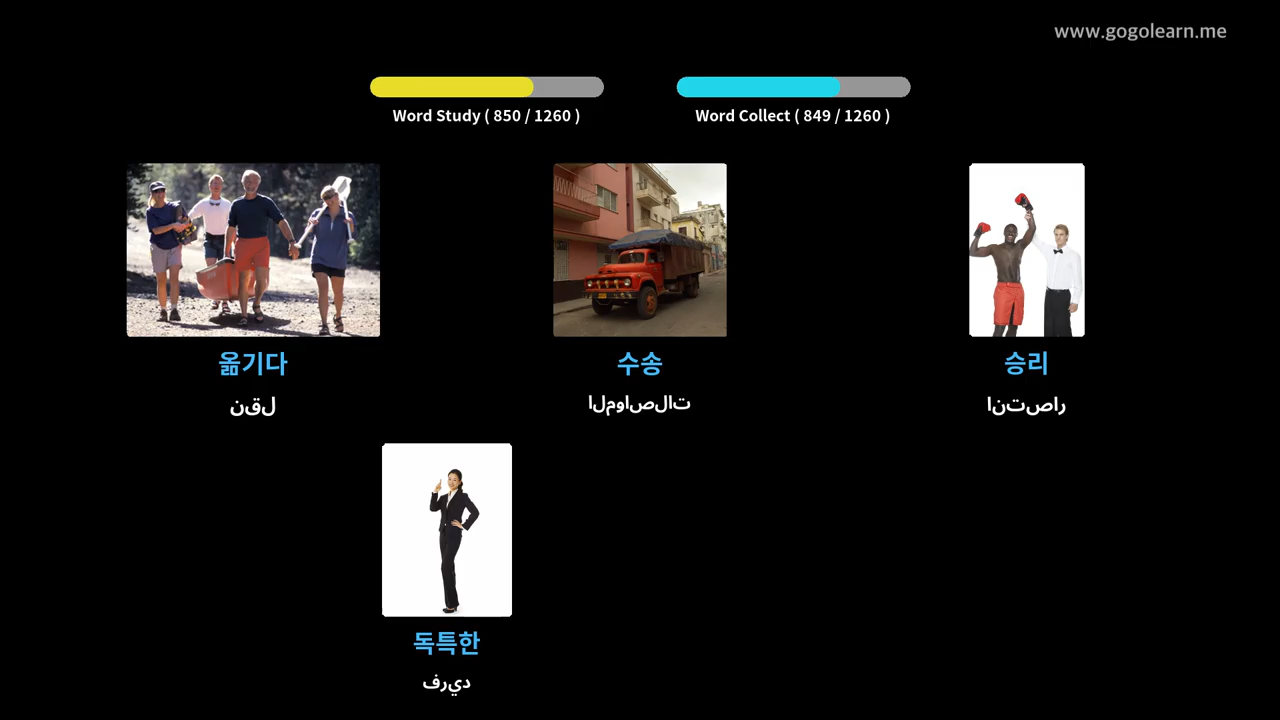 www.gogolearn.me
Word Study ( 850 / 1260 )
Word Collect ( 849 / 1260 )
옮기다
نقل
수송
المواصلات
승리
انتصار
독특한
فريد